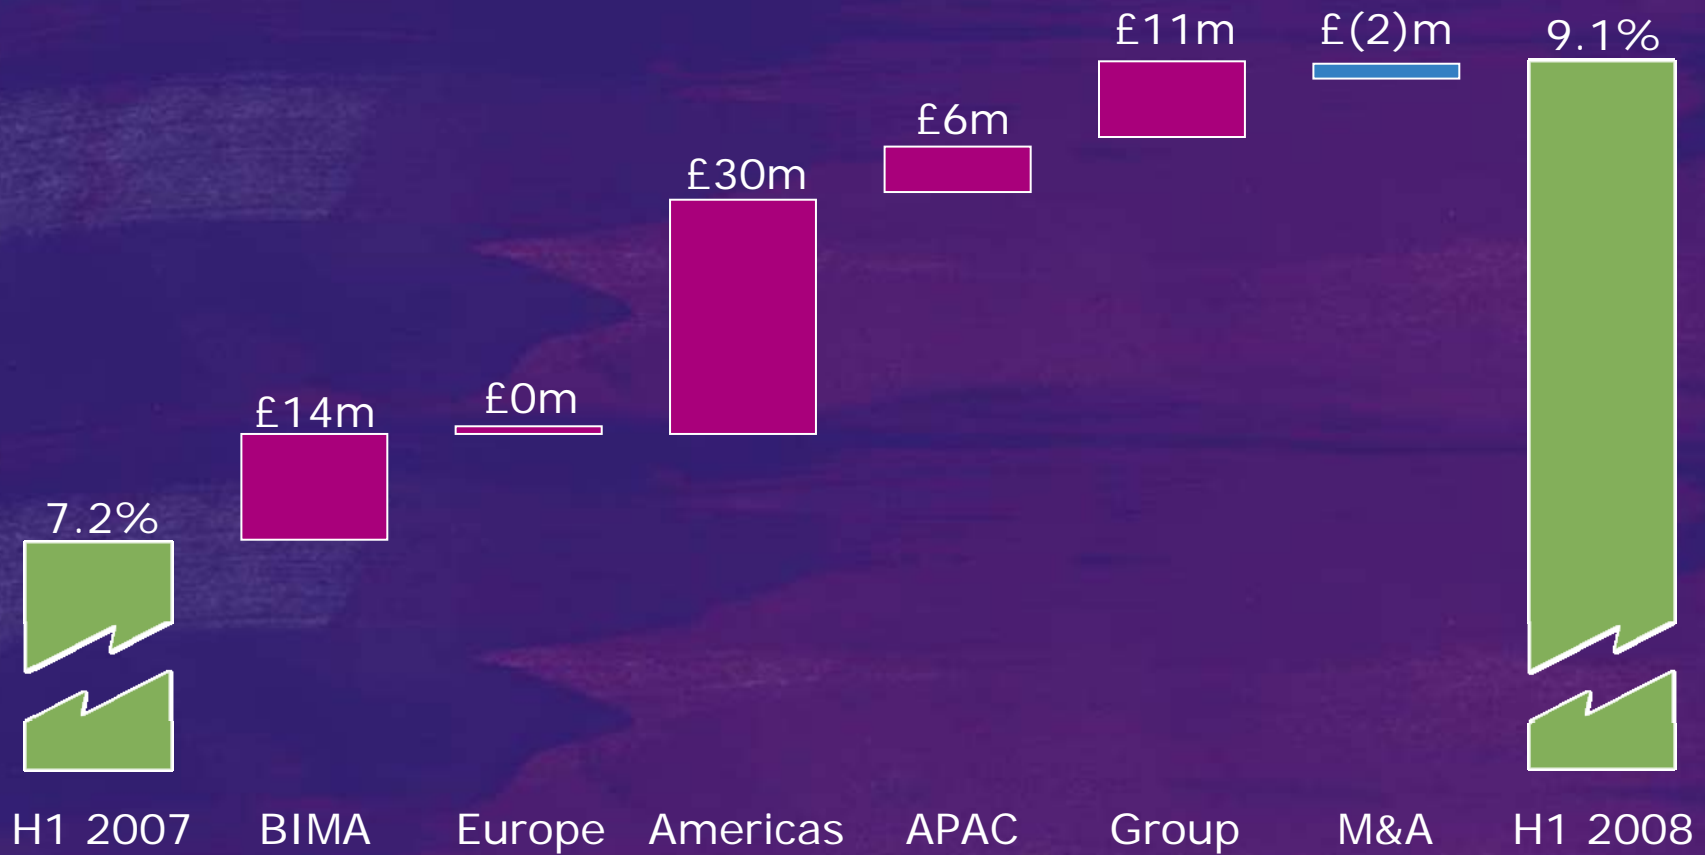 £11m
£(2)m
9.1%
£6m
£30m
£14m
£0m
7.2%
H1 2007
BIMA
Europe
Americas
APAC
Group
M&A
H1 2008